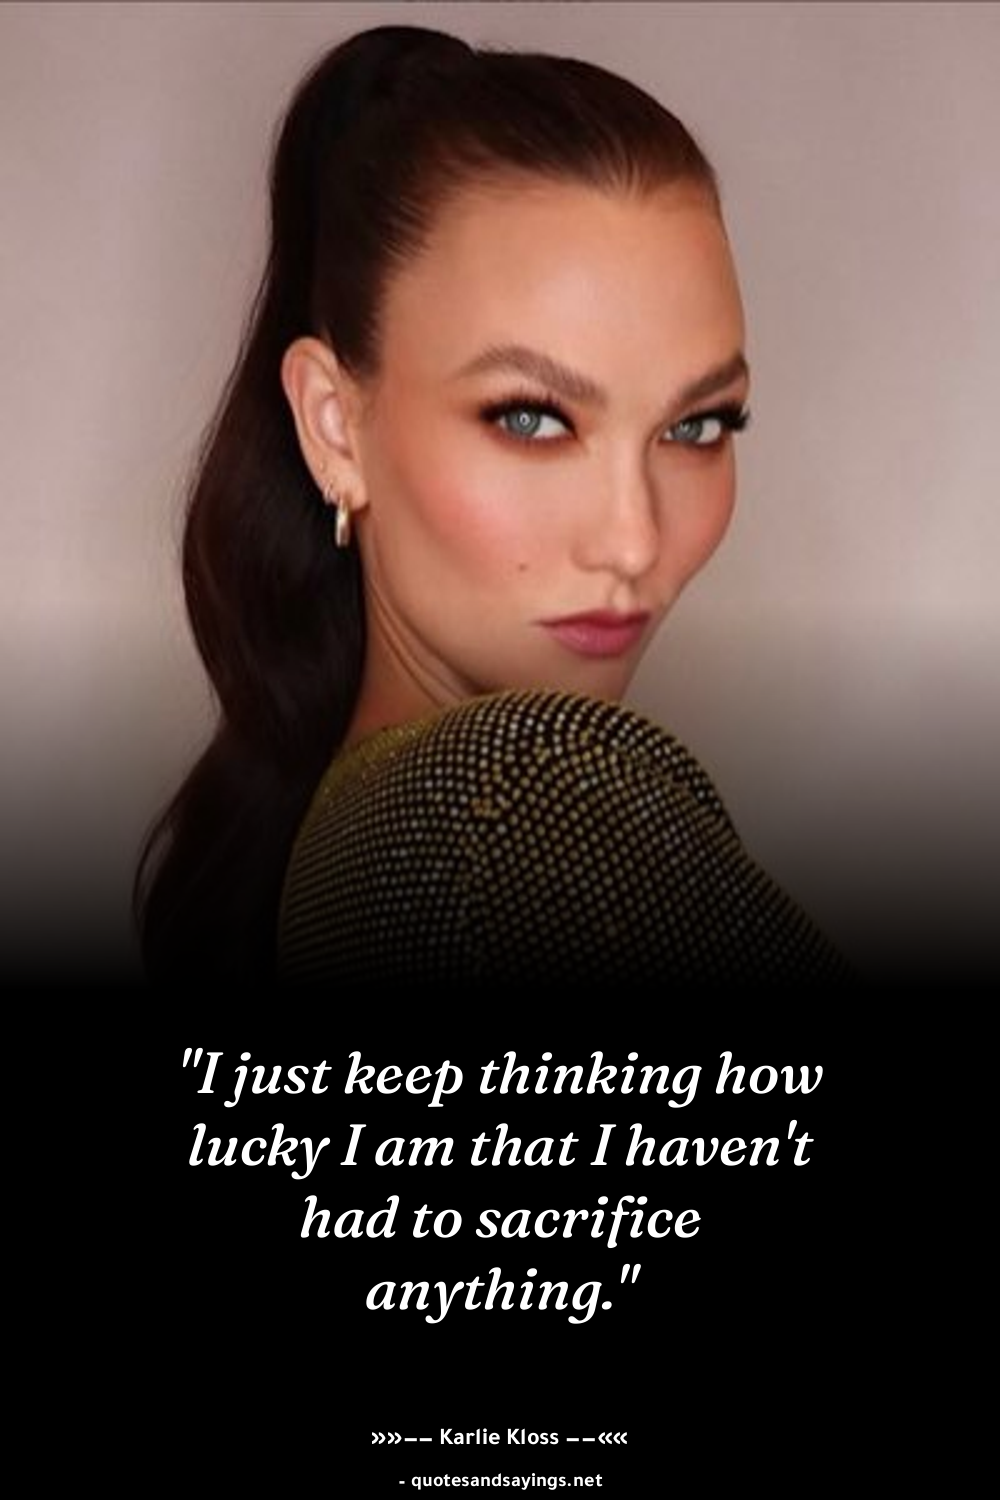 "I just keep thinking how
lucky I am that I haven't
had to sacrifice
anything."
»»–– Karlie Kloss ––««
- quotesandsayings.net